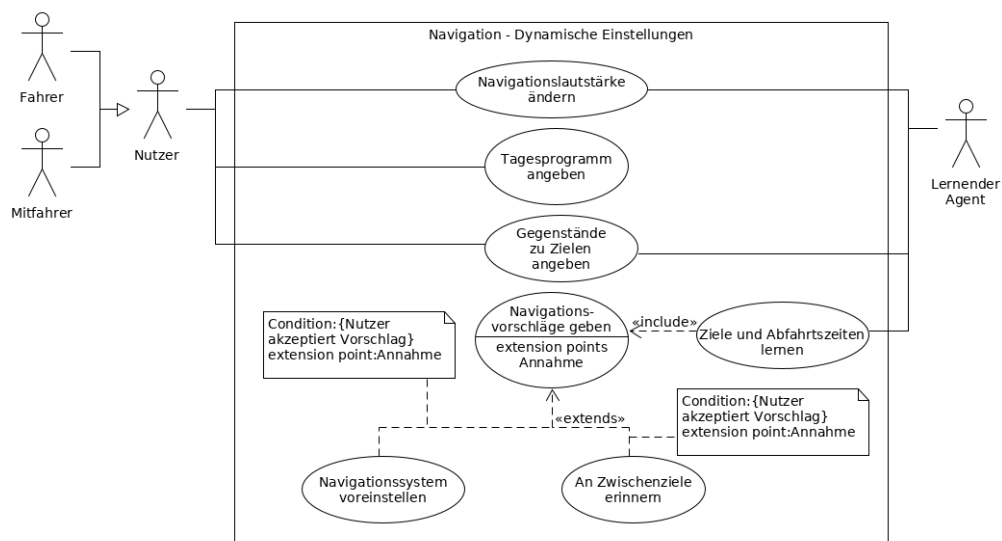 Navigation - Dynamische Einstellungen
Fahrer
Mitfahrer
Nutzer
Navigationslautstärke
ändern
Tagesprogramm
angeben
Gegenstände
zu Zielen
angeben
Lernender
Agent
Navigations-
vorschläge geben
extension points
Annahme
«include»
Ziele und Abfahrtszeiten
lernen
Condition:{Nutzer
akzeptiert Vorschlag}
extension point:Annahme
«extends»
Condition:{Nutzer
akzeptiert Vorschlag}
extension point:Annahme
Navigationssystem
voreinstellen
An Zwischenziele
erinnern